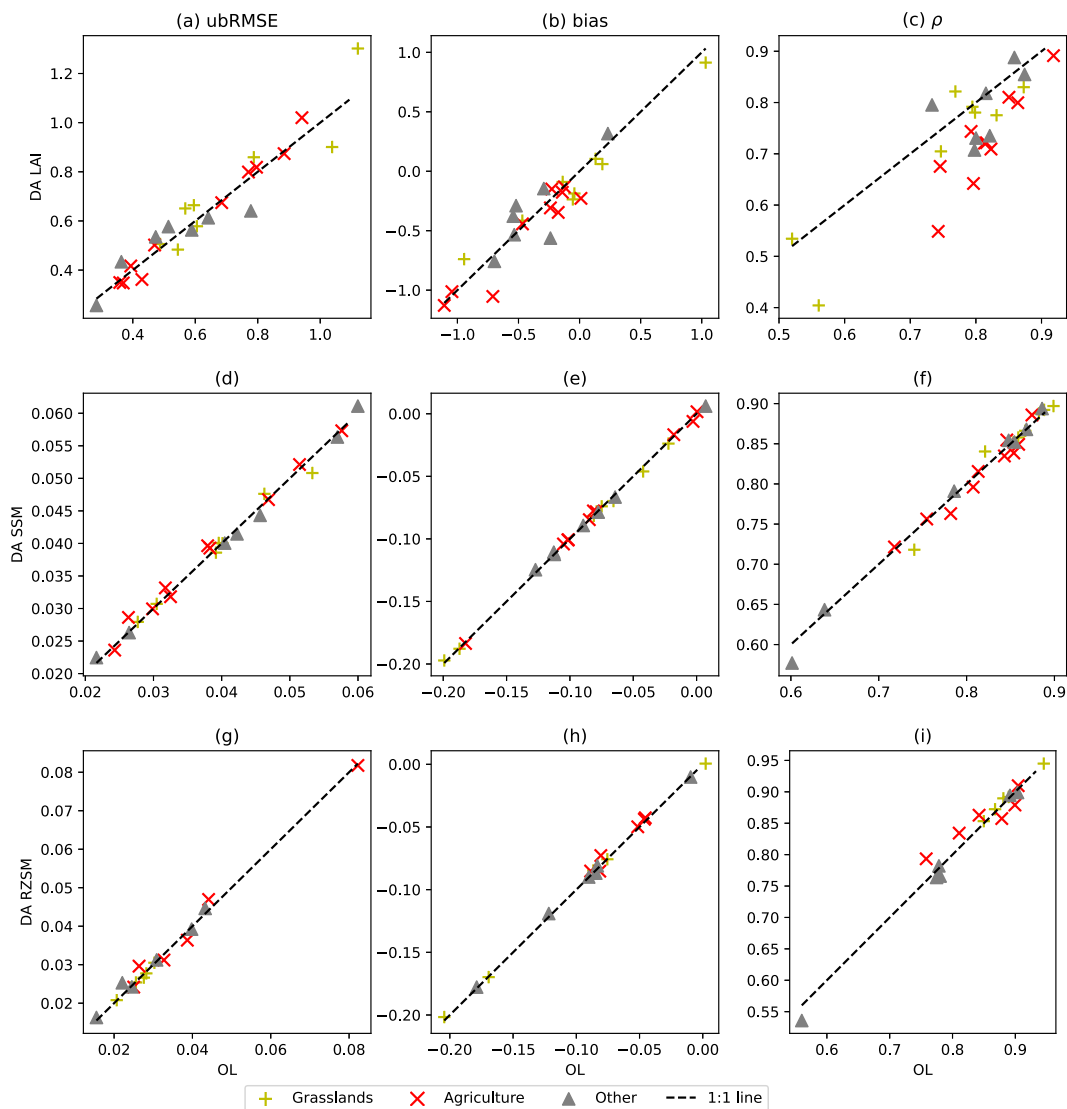 (a) ubRMSE
(b) bias
(c) ρ
DA LAI
1.2
1.0
0.8
0.6
0.4
0.4 0.6 0.8 1.0
1.0
0.5
0.0
−0.5
−1.0
−1.0 −0.5 0.0 0.5 1.0
0.9
0.8
0.7
0.6
0.5
0.4
0.5 0.6 0.7 0.8 0.9
(d)
(e)
(f)
DA SSM
0.060
0.055
0.050
0.045
0.040
0.035
0.030
0.025
0.020
0.02 0.03 0.04 0.05 0.06
0.00
−0.05
−0.10
−0.15
−0.20
−0.20 −0.15 −0.10 −0.05 0.00
0.90
0.85
0.80
0.75
0.70
0.65
0.60
0.6 0.7 0.8 0.9
(g)
(h)
(i)
DA RZSM
0.08
0.07
0.06
0.05
0.04
0.03
0.02
0.02 0.04 0.06 0.08
OL
0.00
−0.05
−0.10
−0.15
−0.20
−0.20 −0.15 −0.10 −0.05 0.00
OL
0.95
0.90
0.85
0.80
0.75
0.70
0.65
0.60
0.55
0.6 0.7 0.8 0.9
OL
Grasslands Agriculture Other 1:1 line